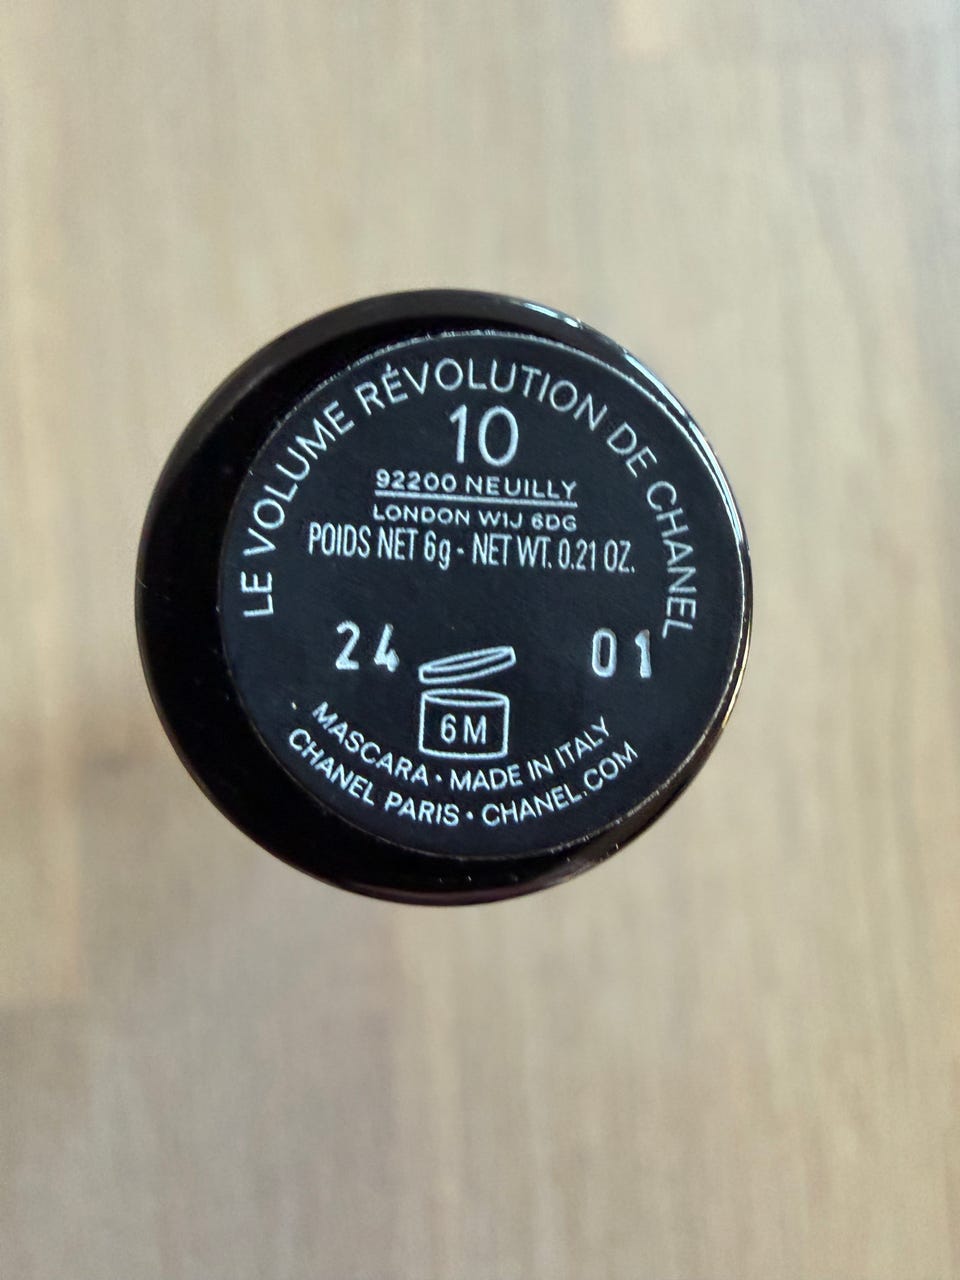 LE VOLUME RÉVOLUTION DE CHANEL
10
92200 NEUILLY
LONDON W1J 6DG
POIDS NET 6g - NET WT. 0.21 OZ.
24 01
6M
MASCARA • MADE IN ITALY
CHANEL PARIS • CHANEL.COM